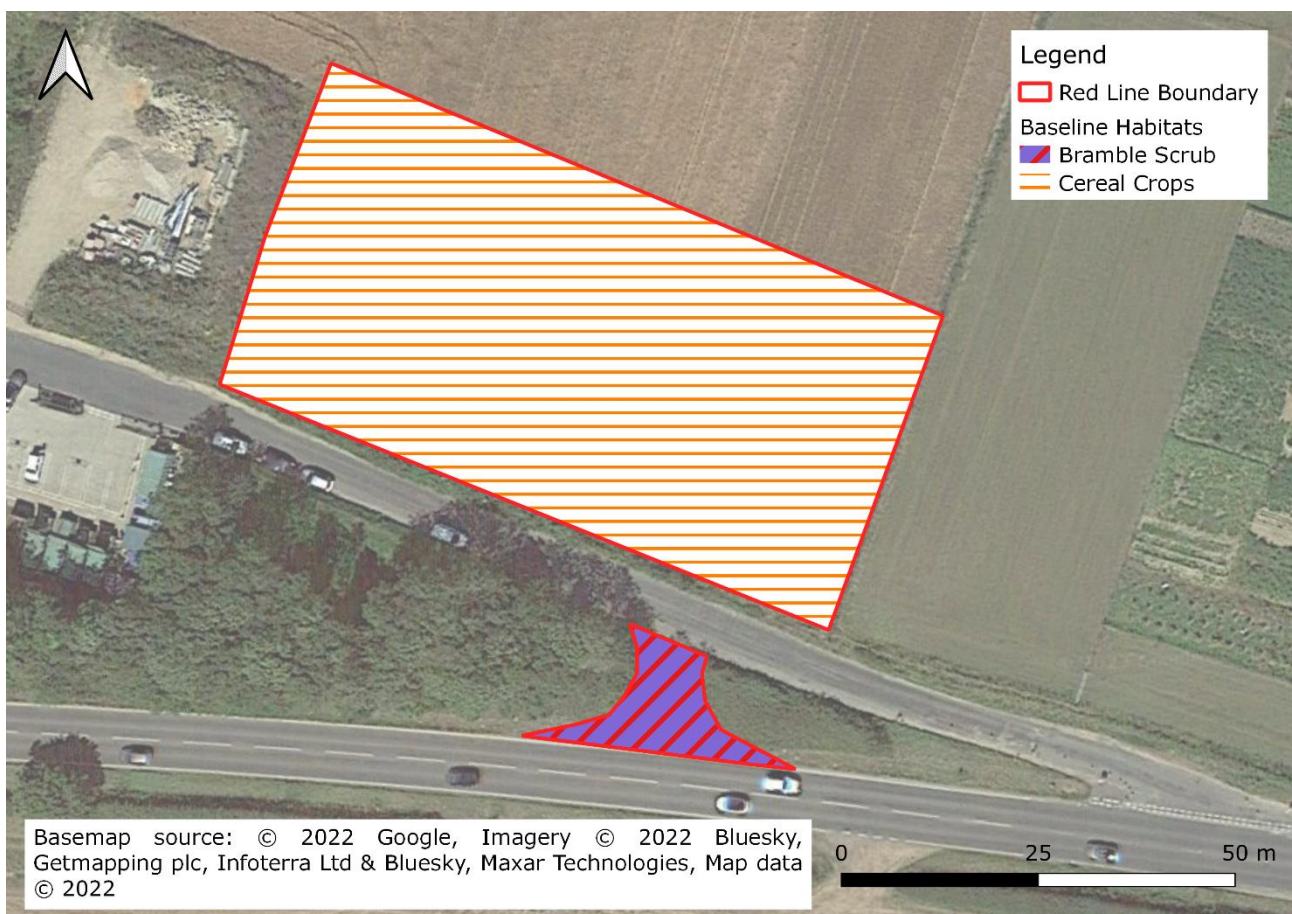 Legend
Red Line Boundary
Baseline Habitats
Bramble Scrub
Cereal Crops
Basemap source: © 2022 Google, Imagery © 2022 Bluesky,
Getmapping plc, Infoterra Ltd & Bluesky, Maxar Technologies, Map data
© 2022
0 25 50 m